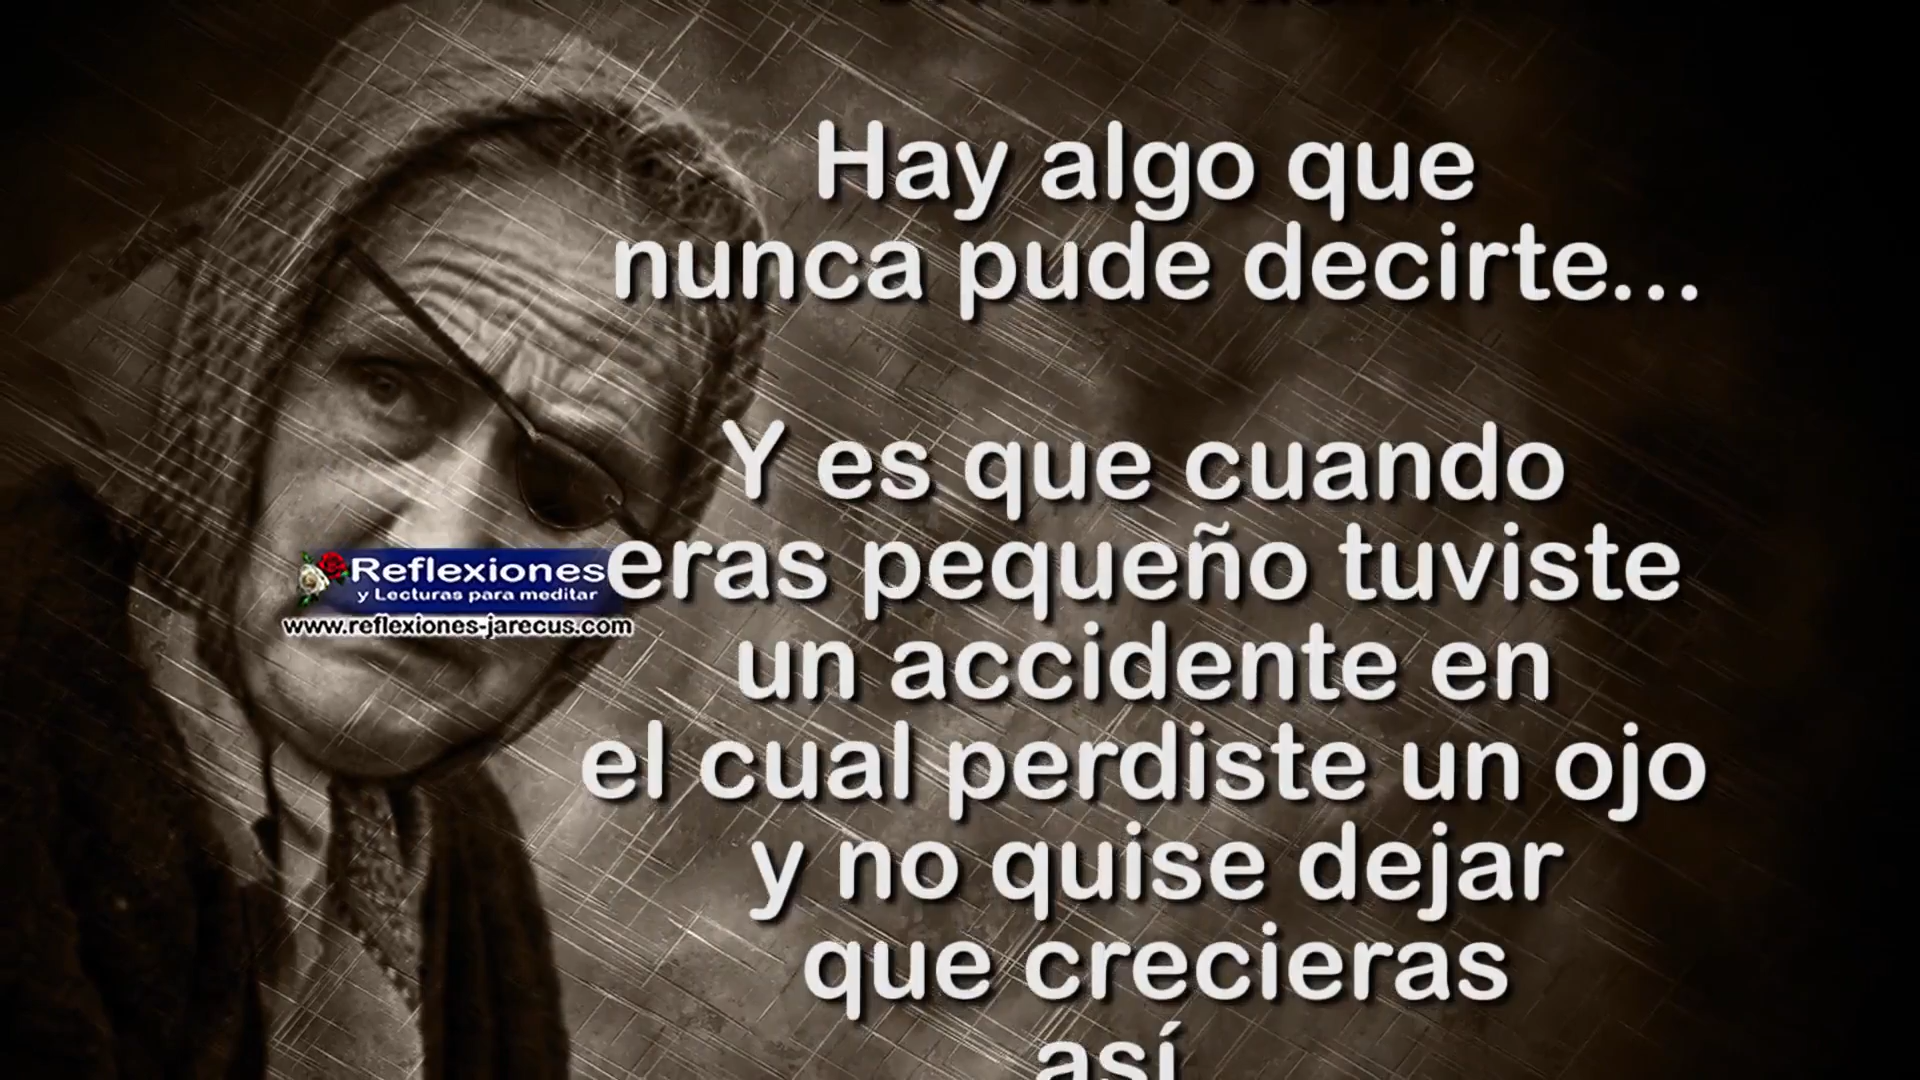 Hay algo que
nunca pude decirte...
Y es que cuando
eras pequeño tuviste
un accidente en
el cual perdiste un ojo
y no quise dejar
que crecieras
así
Reflexiones
y Lecturas para meditar
www.reflexiones-jarecus.com